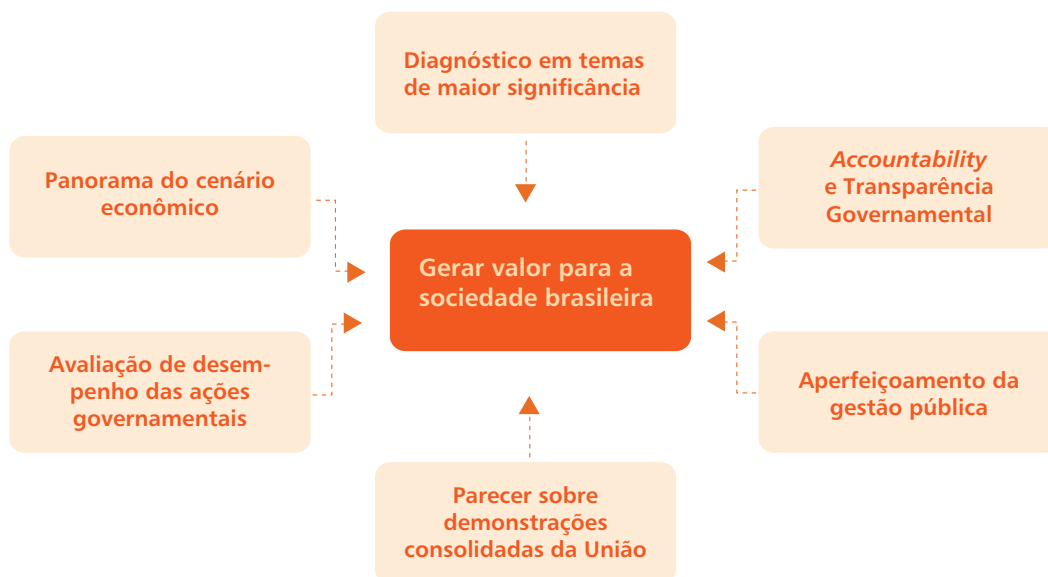 Diagnóstico em temas
de maior significância
Panorama do cenário
econômico
Accountability
e Transparência
Governamental
Gerar valor para a
sociedade brasileira
Avaliação de desem-
penho das ações
governamentais
Aperfeiçoamento da
gestão pública
Parecer sobre
demonstrações
consolidadas da União